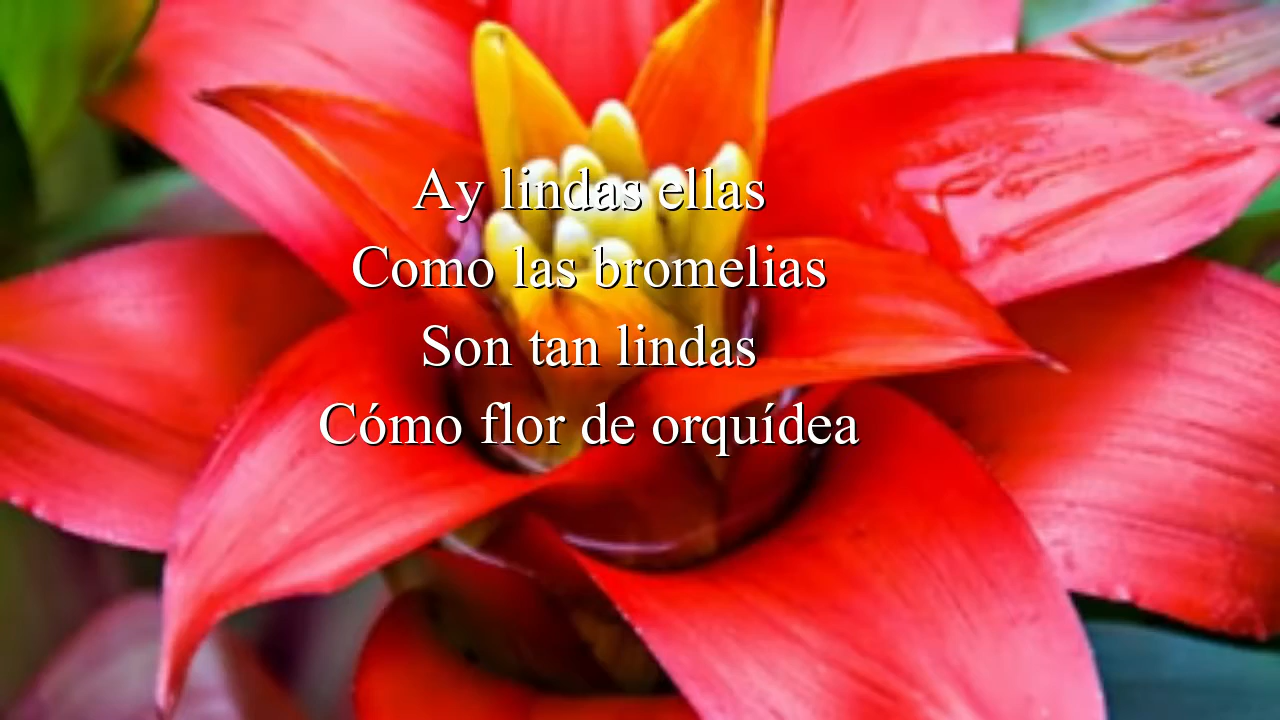 Ay lindas ellas
Como las bromelias
Son tan lindas
Cómo flor de orquídea